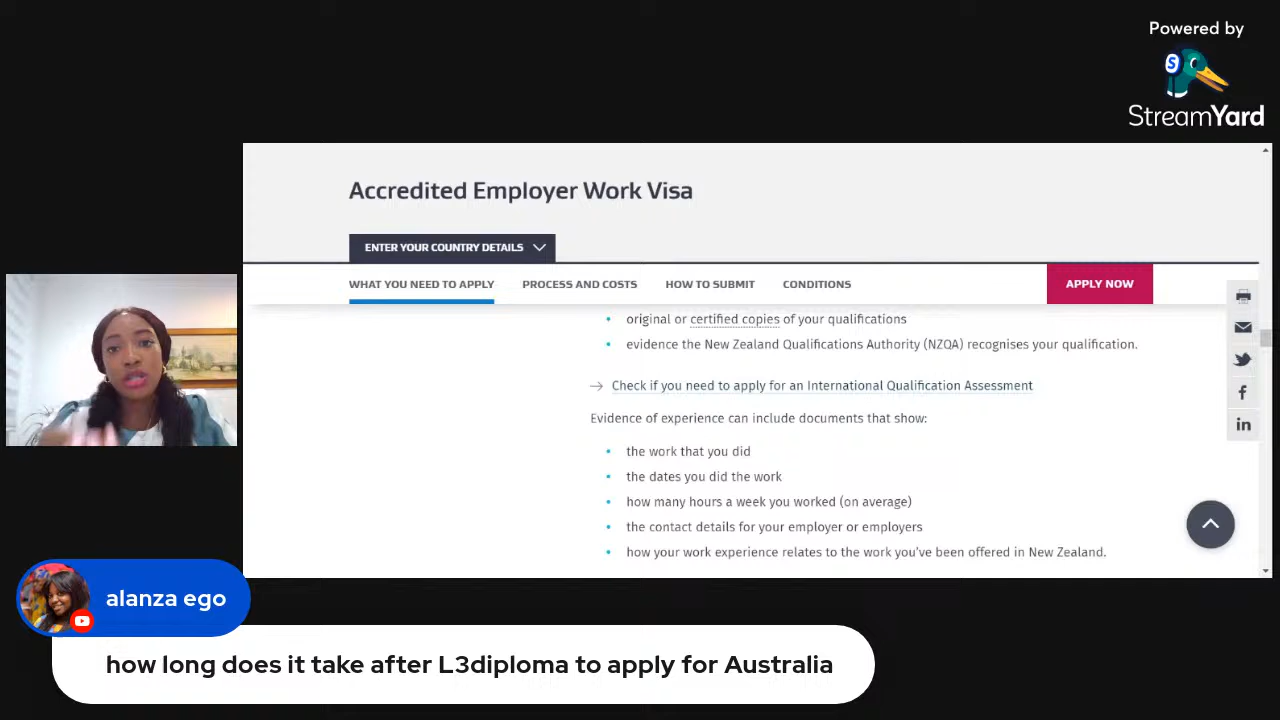 Powered by
S
StreamYard
Accredited Employer Work Visa
ENTER YOUR COUNTRY DETAILS
WHAT YOU NEED TO APPLY PROCESS AND COSTS HOW TO SUBMIT CONDITIONS APPLY NOW
original or certified copies of your qualifications
evidence the New Zealand Qualifications Authority (NZQA) recognises your qualification.
→ Check if you need to apply for an International Qualification Assessment
Evidence of experience can include documents that show:
the work that you did
the dates you did the work
how many hours a week you worked (on average)
the contact details for your employer or employers
how your work experience relates to the work you've been offered in New Zealand.
alanza ego
how long does it take after L3diploma to apply for Australia